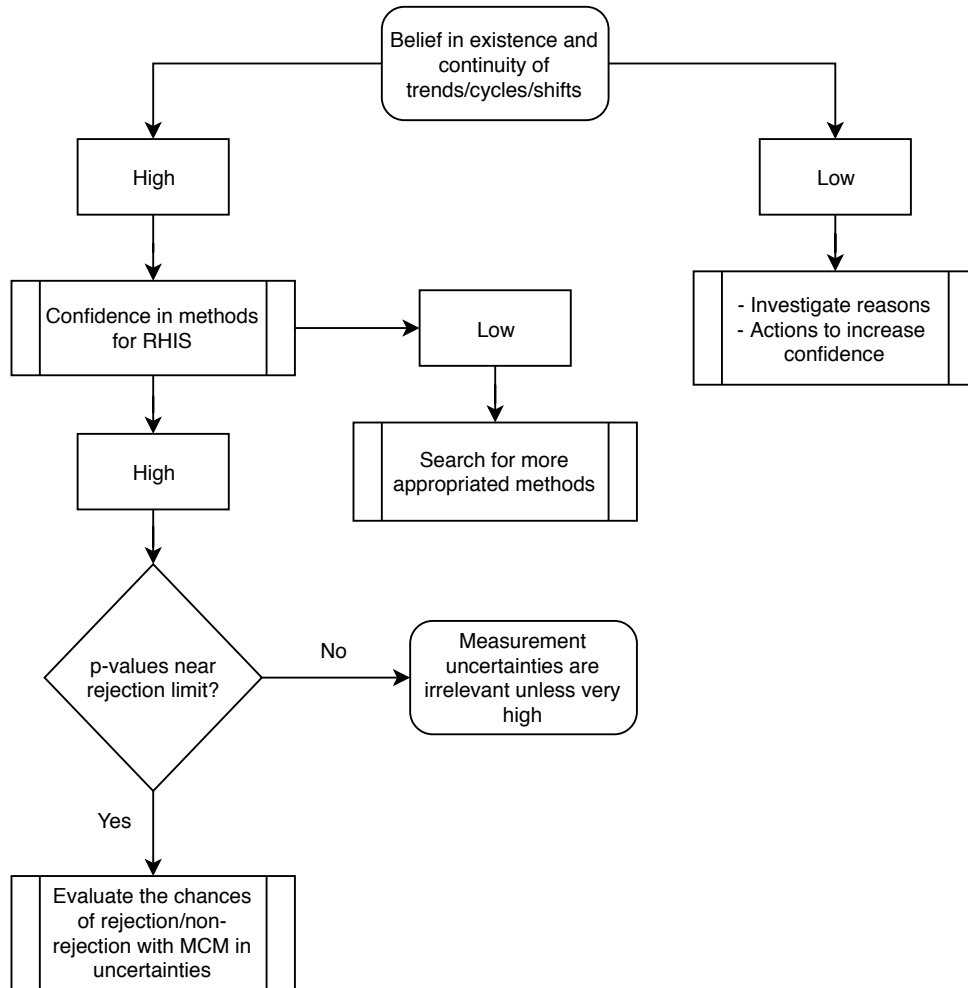 Belief in existence and
continuity of
trends/cycles/shifts
High
Low
Confidence in methods
for RHIS
Low
- Investigate reasons
- Actions to increase
confidence
High
Search for more
appropriated methods
p-values near
rejection limit?
No
Measurement
uncertainties are
irrelevant unless very
high
Yes
Evaluate the chances
of rejection/non-
rejection with MCM in
uncertainties